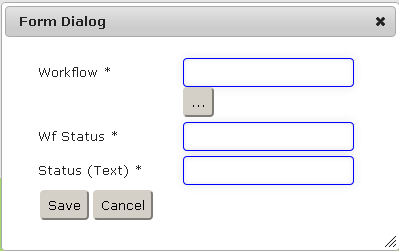 Form Dialog
Workflow *
...
Wf Status *
Status (Text) *
Save Cancel